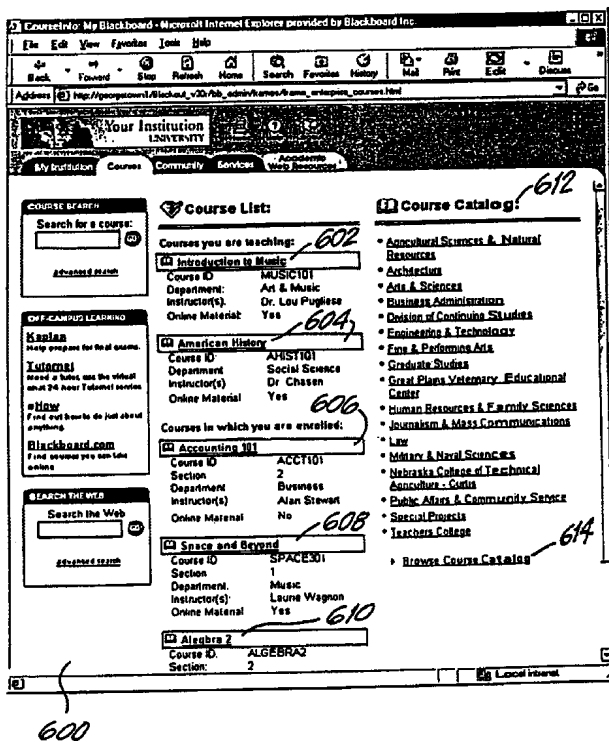 CourseInfo: My Blackboard - Microsoft Internet Explorer provided by Blackboard Inc.
File Edit View Favorites Tools Help
Back Forward Stop Refresh Home Search Favorites History Mail Print Edit Discuss
Address
Go
Your Institution
UNIVERSITY
My Institution Courses Community Services Academic Web Resources
COURSE SEARCH
Search for a course:
GO
advanced search
OFF-CAMPUS LEARNING
Kaplan
Help prepare for final exams.
Tutornet
Need a tutor, use the virtual
chat 24 hour Tutornet service
eHow
Find out how to do just about
anything.
Blackboard.com
Find courses you can take
online
SEARCH THE WEB
Search the Web
GO
advanced search
Course List:
Courses you are teaching:
602
Introduction to Music
Course ID MUSIC101
Department: Art & Music
Instructor(s). Dr. Lou Pugliese
Online Material: Yes
604
American History
Course ID AHIST101
Department Social Science
Instructor(s) Dr Chasen
Online Material Yes
606
Courses in which you are enrolled:
Accounting 101
Course ID ACCT101
Section 2
Department Business
Instructor(s) Alan Stewart
Online Material No
608
Space and Beyond
Course ID SPACE301
Section 1
Department. Music
Instructor(s): Laurie Wagnon
Online Material Yes
610
Alegbra 2
Course ID. ALGEBRA2
Section: 2
Course Catalog:
612
Agricultural Sciences & Natural
Resources
Architecture
Arts & Sciences
Business Administration
Division of Continuing Studies
Engineering & Technology
Fine & Performing Arts
Graduate Studies
Great Plains Veternary Educational
Center
Human Resources & Family Sciences
Journalism & Mass Communications
Law
Military & Naval Sciences
Nebraska College of Technical
Agriculture - Curtis
Public Affairs & Community Service
Special Projects
Teachers College
614
Browse Course Catalog
Local intranet
600